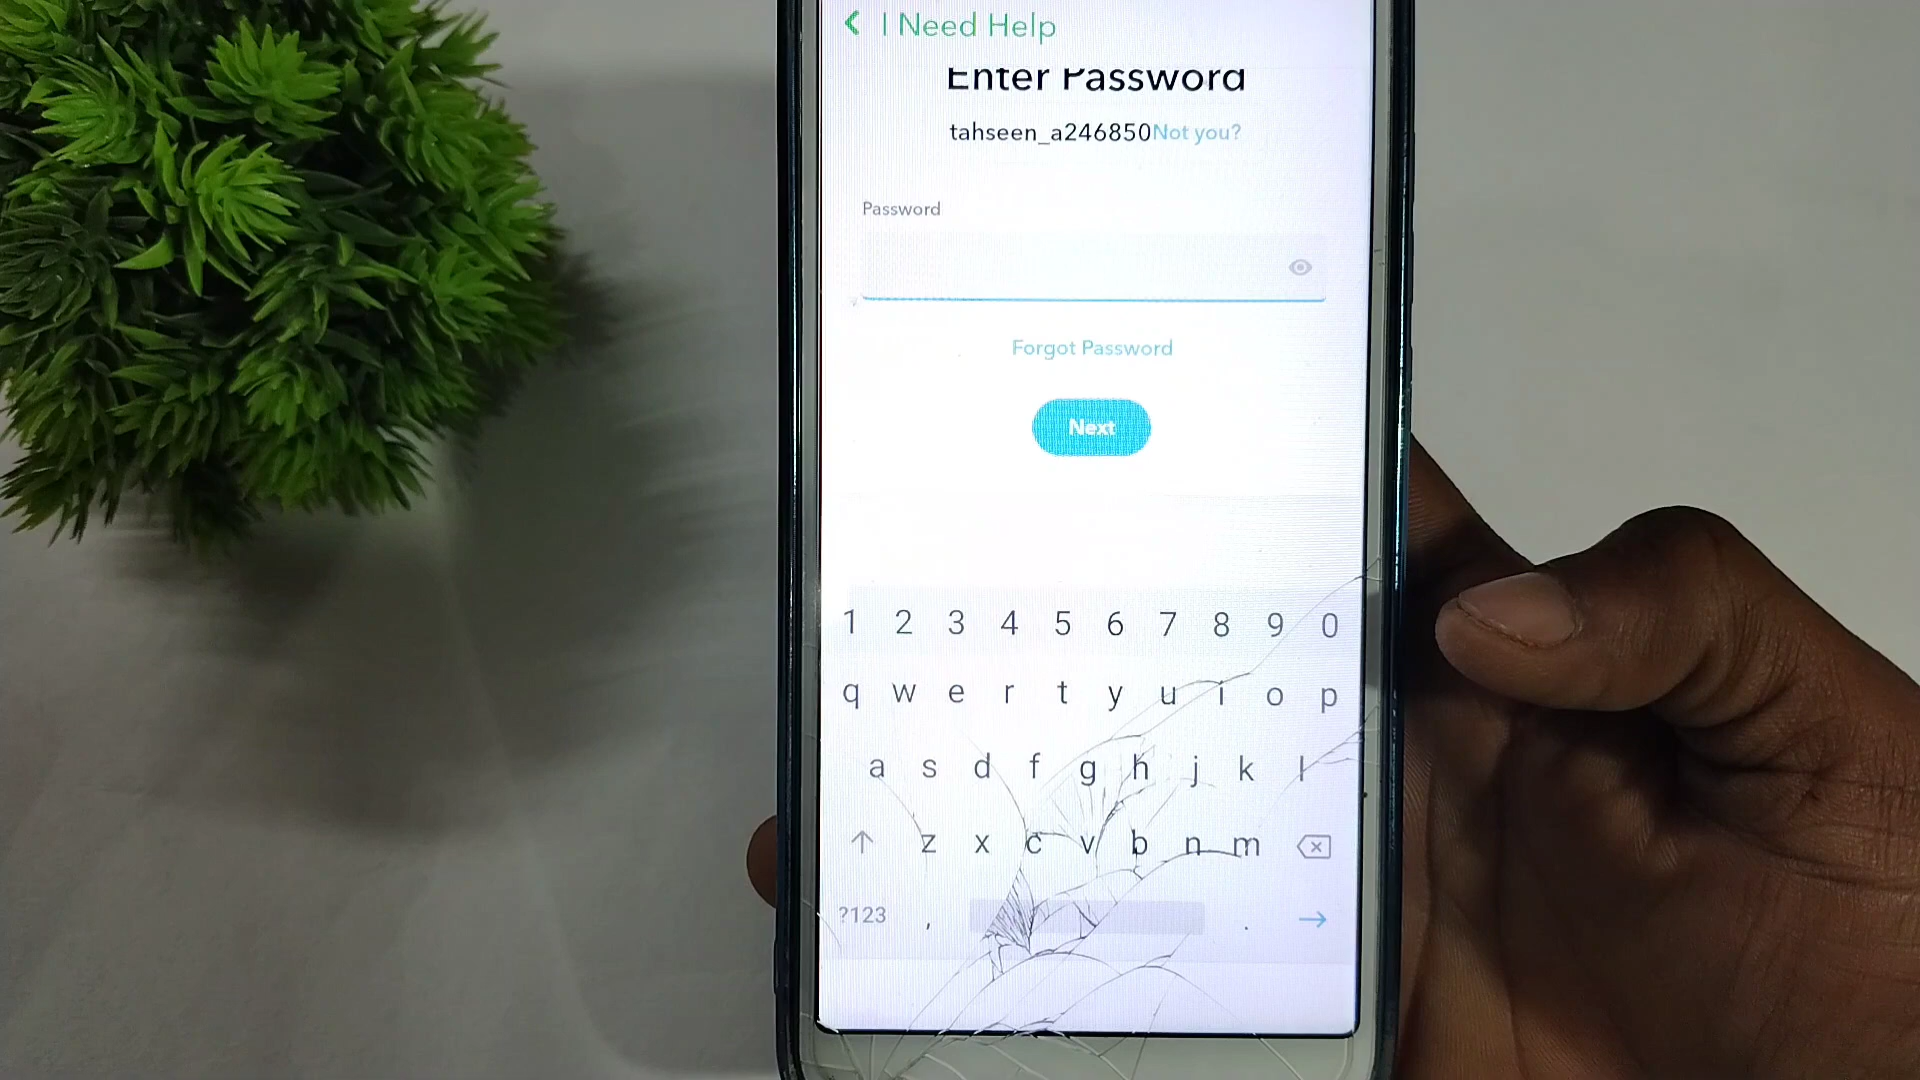 I Need Help
Enter Password
tahseen_a246850Not you?
Password
Forgot Password
Next
1 2 3 4 5 6 7 8 9 0
q w e r t y u i o p
a s d f g h j k l
z x c v b n m
?123 , .